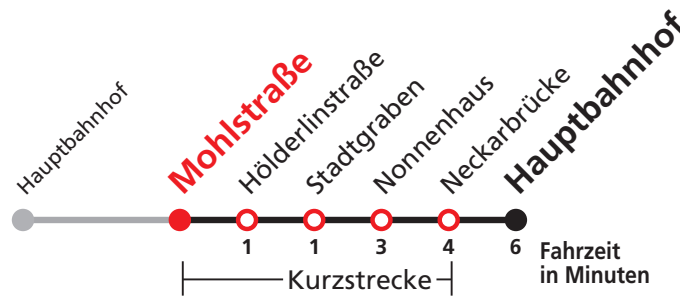 Hauptbahnhof
Mohlstraße
Hölderlinstraße
Stadtgraben
Nonnenhaus
Neckarbrücke
Hauptbahnhof
1 1 3 4 6 Fahrzeit
in Minuten
Kurzstrecke